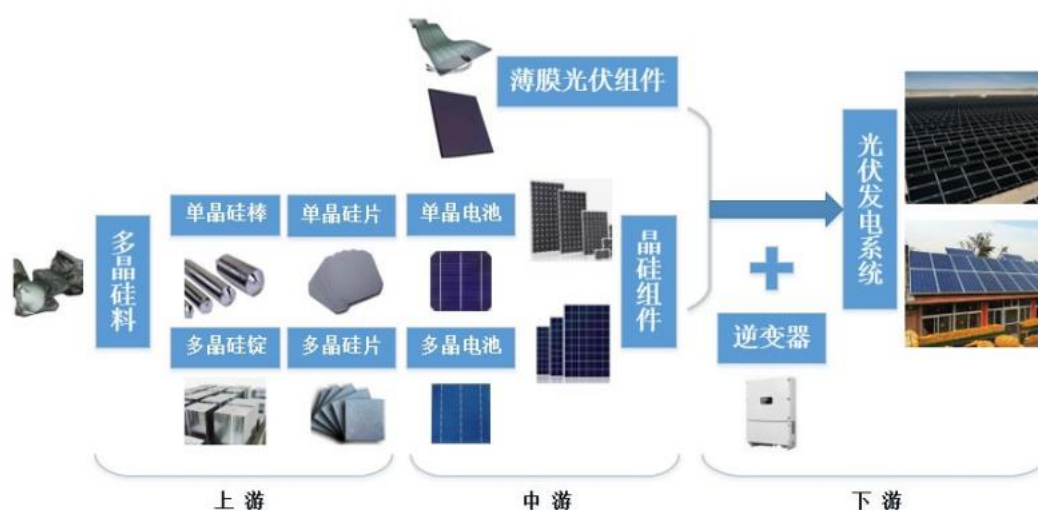 薄膜光伏组件
单晶硅棒
单晶硅片
单晶电池
多晶硅料
晶硅组件
光伏发电系统
多晶硅锭
多晶硅片
多晶电池
逆变器
上 游
中 游
下 游